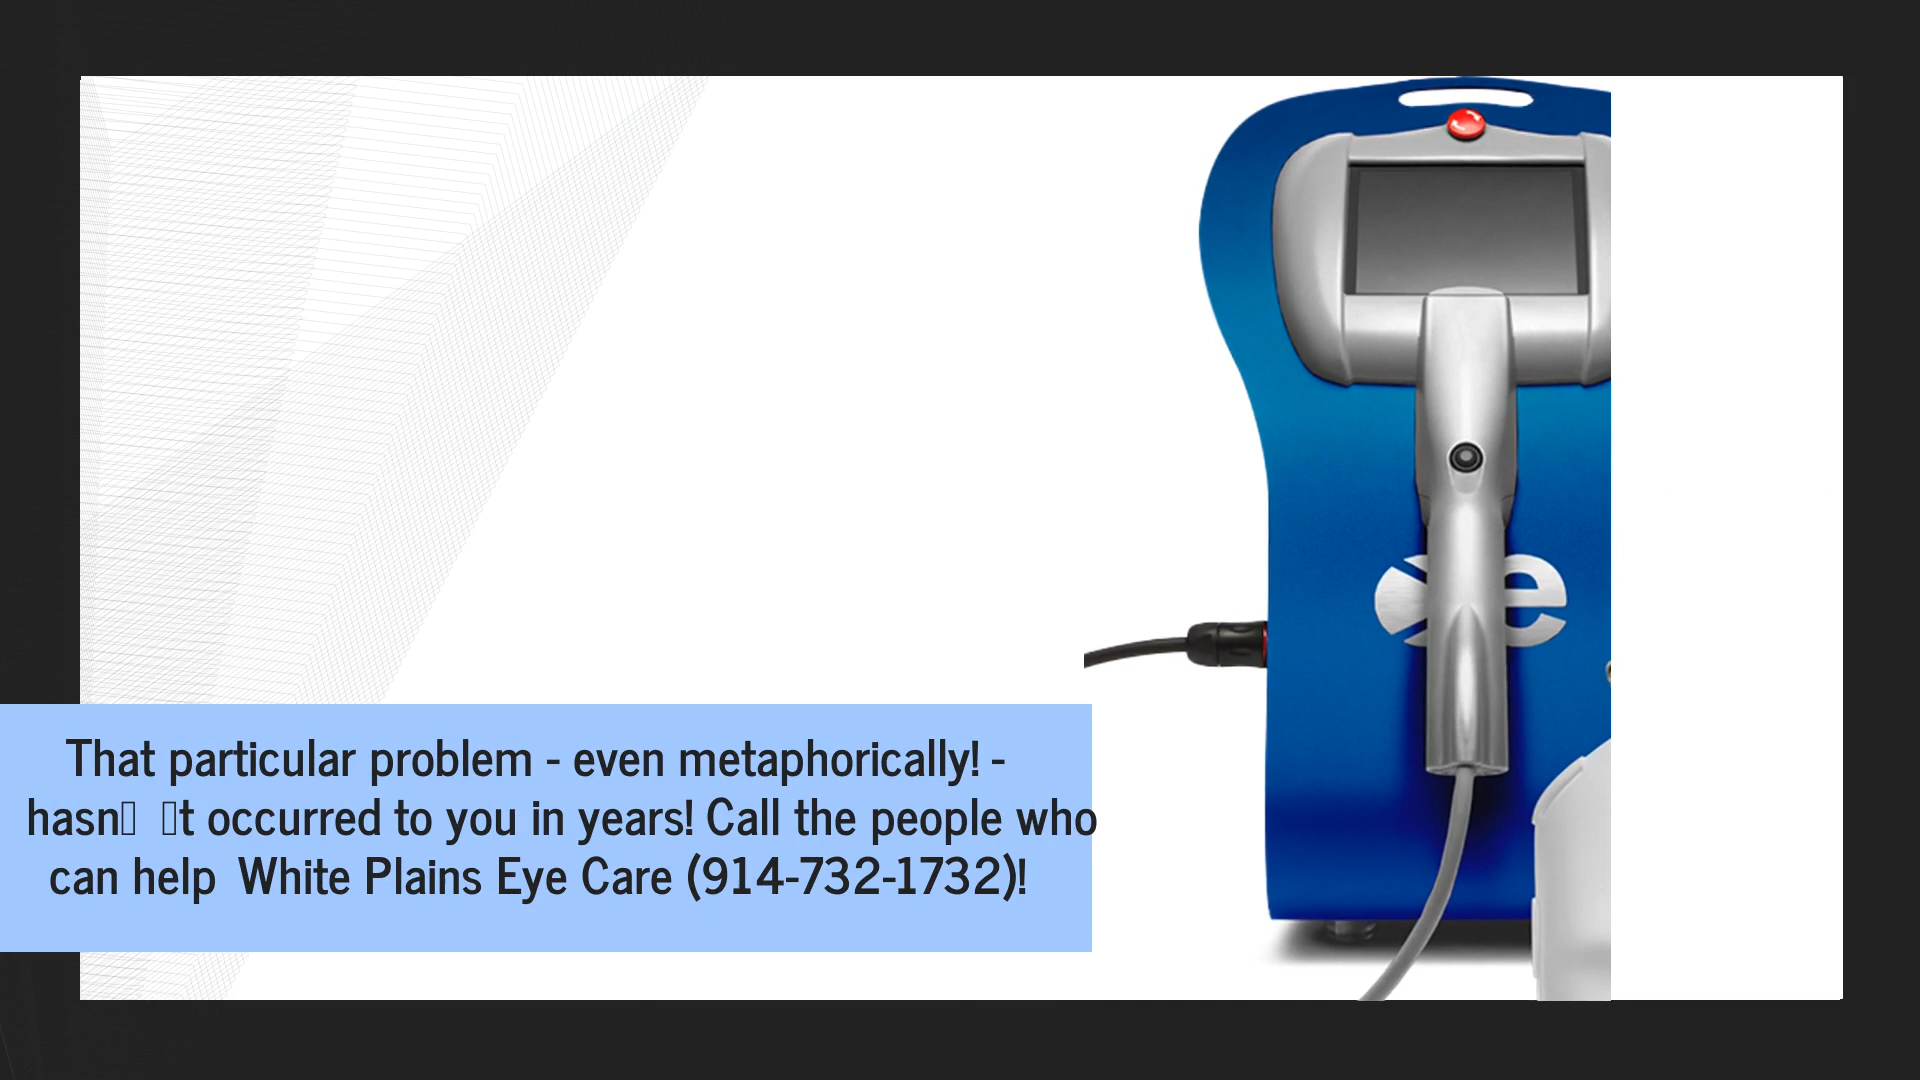 That particular problem - even metaphorically! -
hasn▯ ▯t occurred to you in years! Call the people who
can help White Plains Eye Care (914-732-1732)!
e